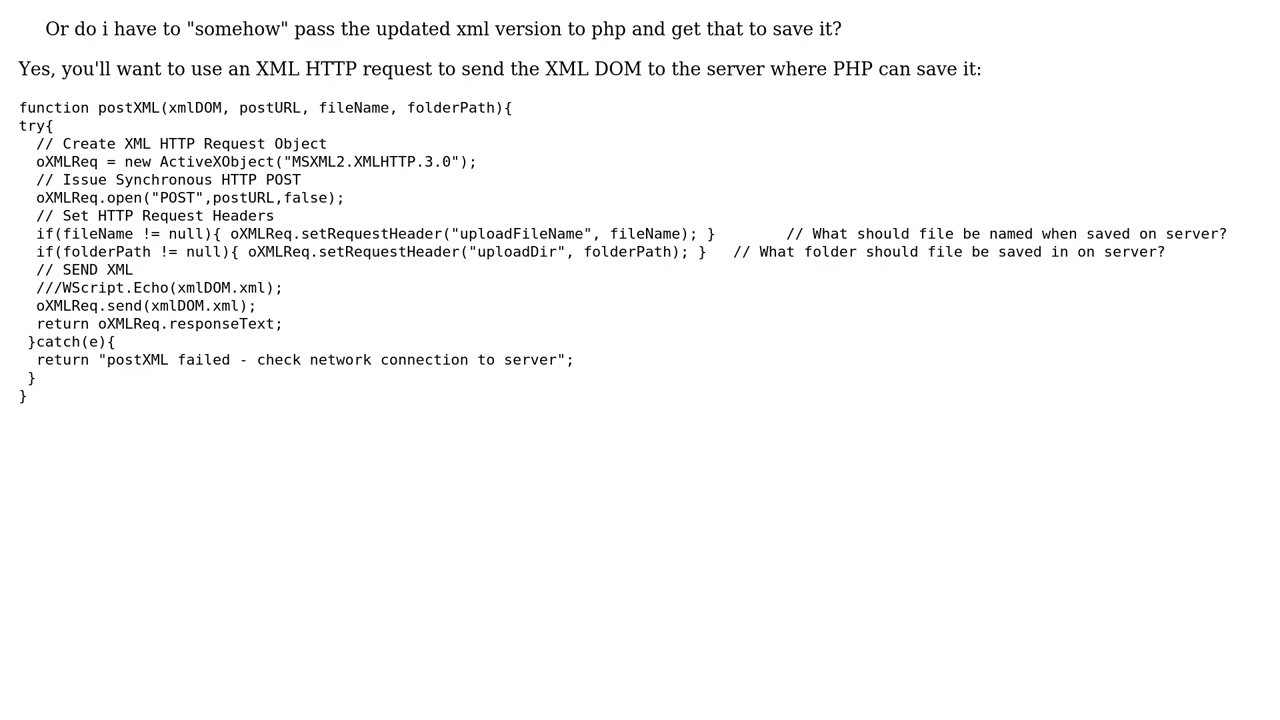 Or do i have to "somehow" pass the updated xml version to php and get that to save it?
Yes, you'll want to use an XML HTTP request to send the XML DOM to the server where PHP can save it:
function postXML(xmlDOM, postURL, fileName, folderPath){
try{
  // Create XML HTTP Request Object
  oXMLReq = new ActiveXObject("MSXML2.XMLHTTP.3.0");
  // Issue Synchronous HTTP POST
  oXMLReq.open("POST",postURL,false);
  // Set HTTP Request Headers
  if(fileName != null){ oXMLReq.setRequestHeader("uploadFileName", fileName); }        // What should file be named when saved on server?
  if(folderPath != null){ oXMLReq.setRequestHeader("uploadDir", folderPath); }   // What folder should file be saved in on server?
  // SEND XML
  ///WScript.Echo(xmlDOM.xml);
  oXMLReq.send(xmlDOM.xml);
  return oXMLReq.responseText;
 }catch(e){
  return "postXML failed - check network connection to server";
 }
}